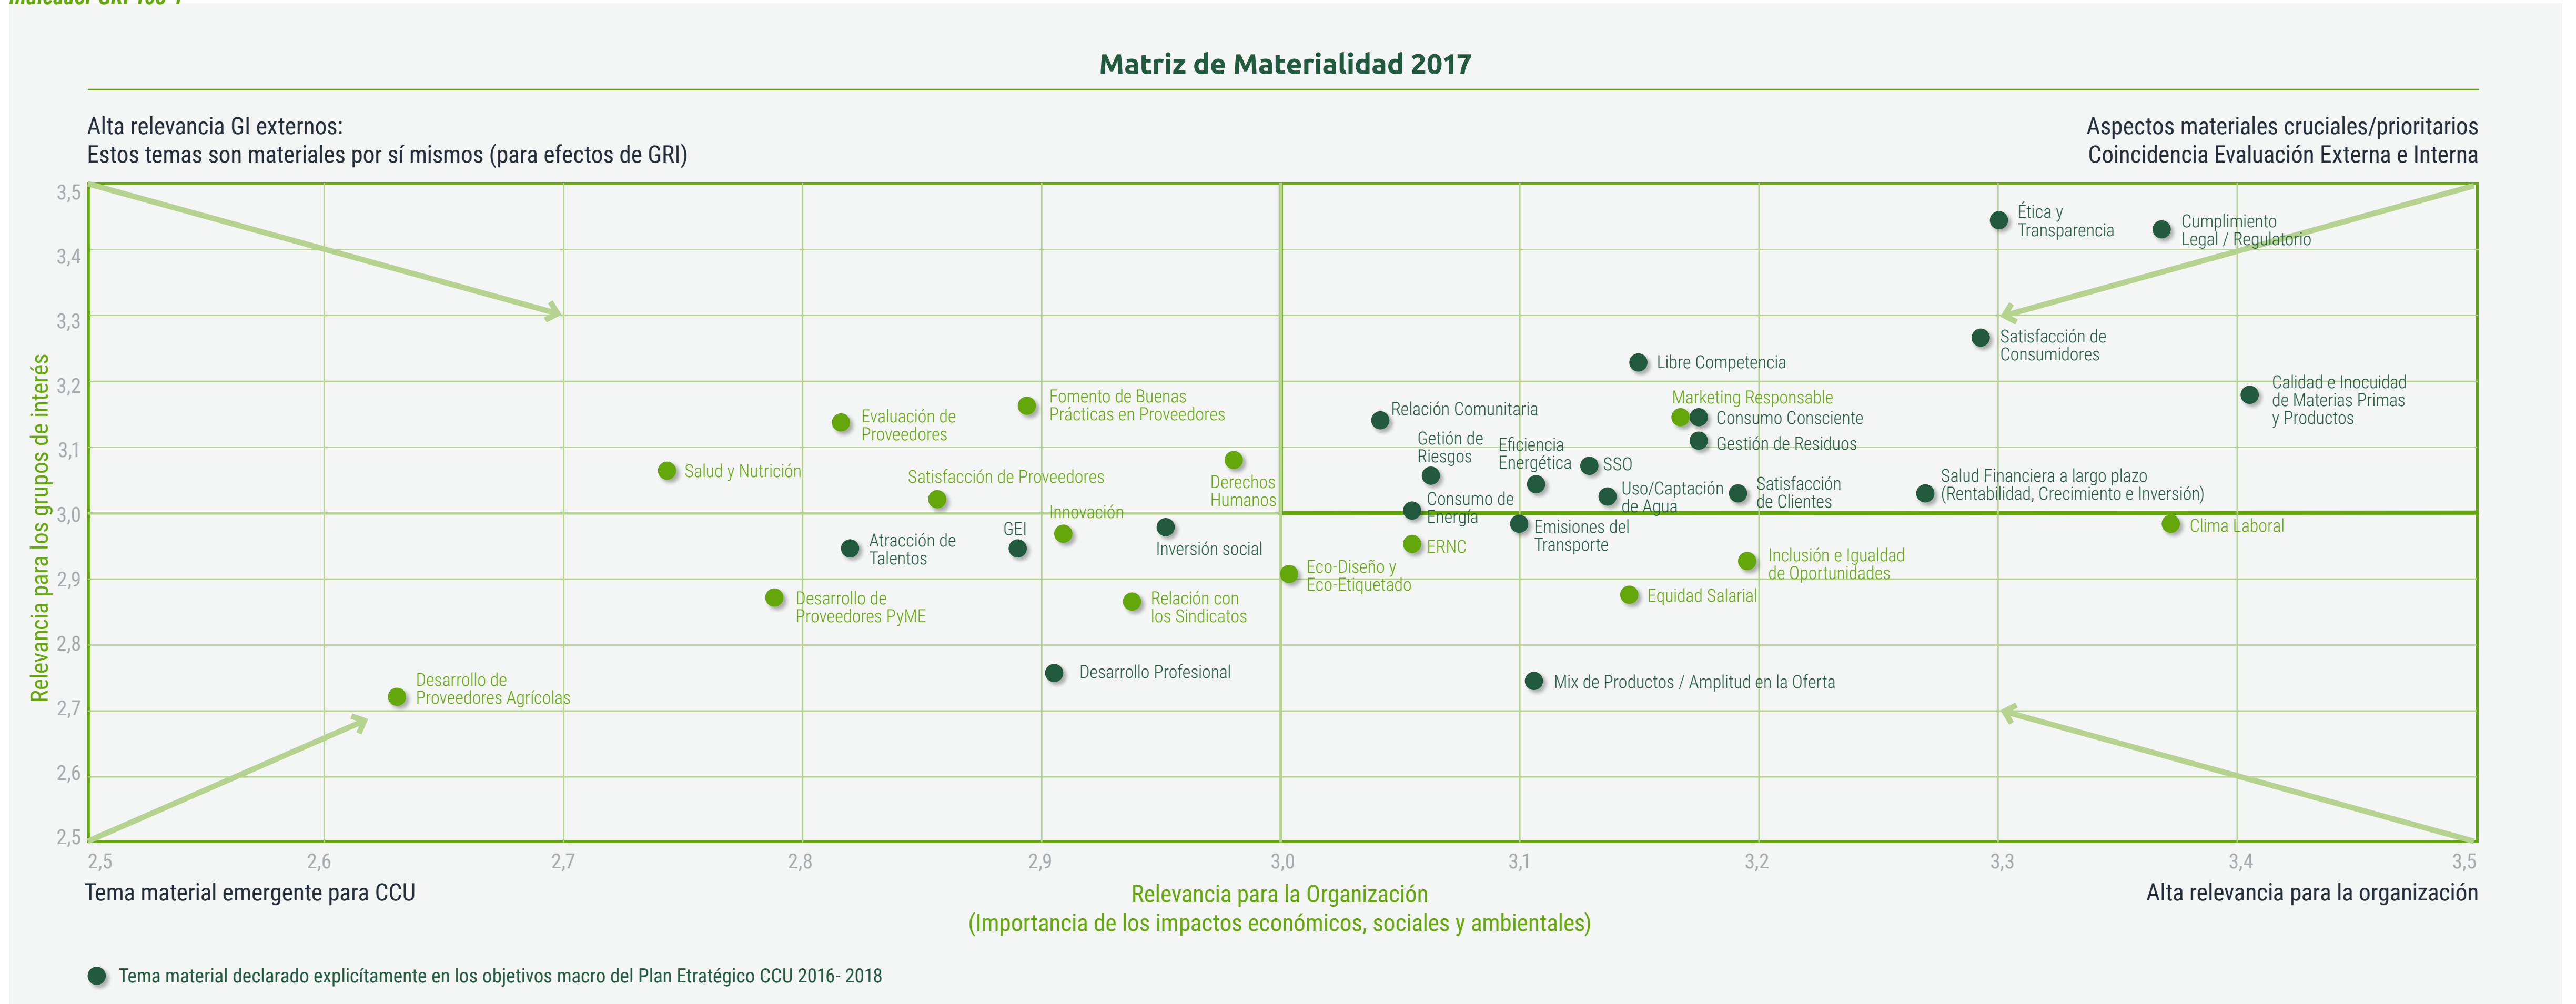 Matriz de Materialidad 2017
Alta relevancia GI externos:
Estos temas son materiales por sí mismos (para efectos de GRI)
Aspectos materiales cruciales/prioritarios
Coincidencia Evaluación Externa e Interna
Relevancia para los grupos de interés
3,5
3,4
3,3
3,2
3,1
3,0
2,9
2,8
2,7
2,6
2,5
Ética y
Transparencia
Cumplimiento
Legal / Regulatorio
Satisfacción de
Consumidores
Libre Competencia
Calidad e Inocuidad
de Materias Primas
y Productos
Fomento de Buenas
Prácticas en Proveedores
Evaluación de
Proveedores
Relación Comunitaria
Marketing Responsable
Consumo Consciente
Gestión de Residuos
Getión de
Riesgos
Eficiencia
Energética
SSO
Salud y Nutrición
Satisfacción de Proveedores
Derechos
Humanos
Consumo de
Energía
Uso/Captación
de Agua
Satisfacción
de Clientes
Salud Financiera a largo plazo
(Rentabilidad, Crecimiento e Inversión)
Innovación
GEI
Atracción de
Talentos
Inversión social
Emisiones del
Transporte
Clima Laboral
ERNC
Eco-Diseño y
Eco-Etiquetado
Inclusión e Igualdad
de Oportunidades
Desarrollo de
Proveedores PyME
Relación con
los Sindicatos
Equidad Salarial
Desarrollo Profesional
Mix de Productos / Amplitud en la Oferta
Desarrollo de
Proveedores Agrícolas
2,5
2,6
2,7
2,8
2,9
3,0
3,1
3,2
3,3
3,4
3,5
Tema material emergente para CCU
Relevancia para la Organización
(Importancia de los impactos económicos, sociales y ambientales)
Alta relevancia para la organización
Tema material declarado explicítamente en los objetivos macro del Plan Etratégico CCU 2016- 2018